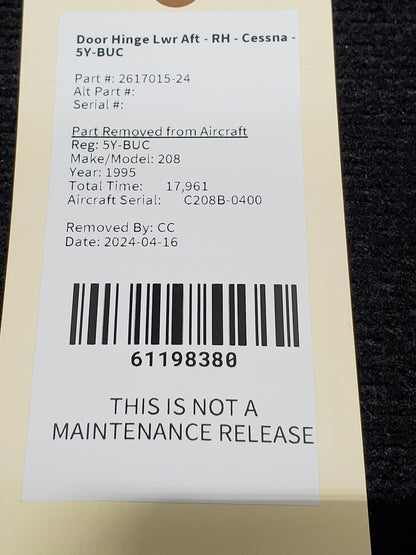 Door Hinge Lwr Aft - RH - Cessna -
5Y-BUC
Part #: 2617015-24
Alt Part#:
Serial #:
Part Removed from Aircraft
Reg: 5Y-BUC
Make/Model: 208
Year: 1995
Total Time: 17,961
Aircraft Serial: C208B-0400
Removed By: CC
Date: 2024-04-16
61198380
THIS IS NOT A
MAINTENANCE RELEASE